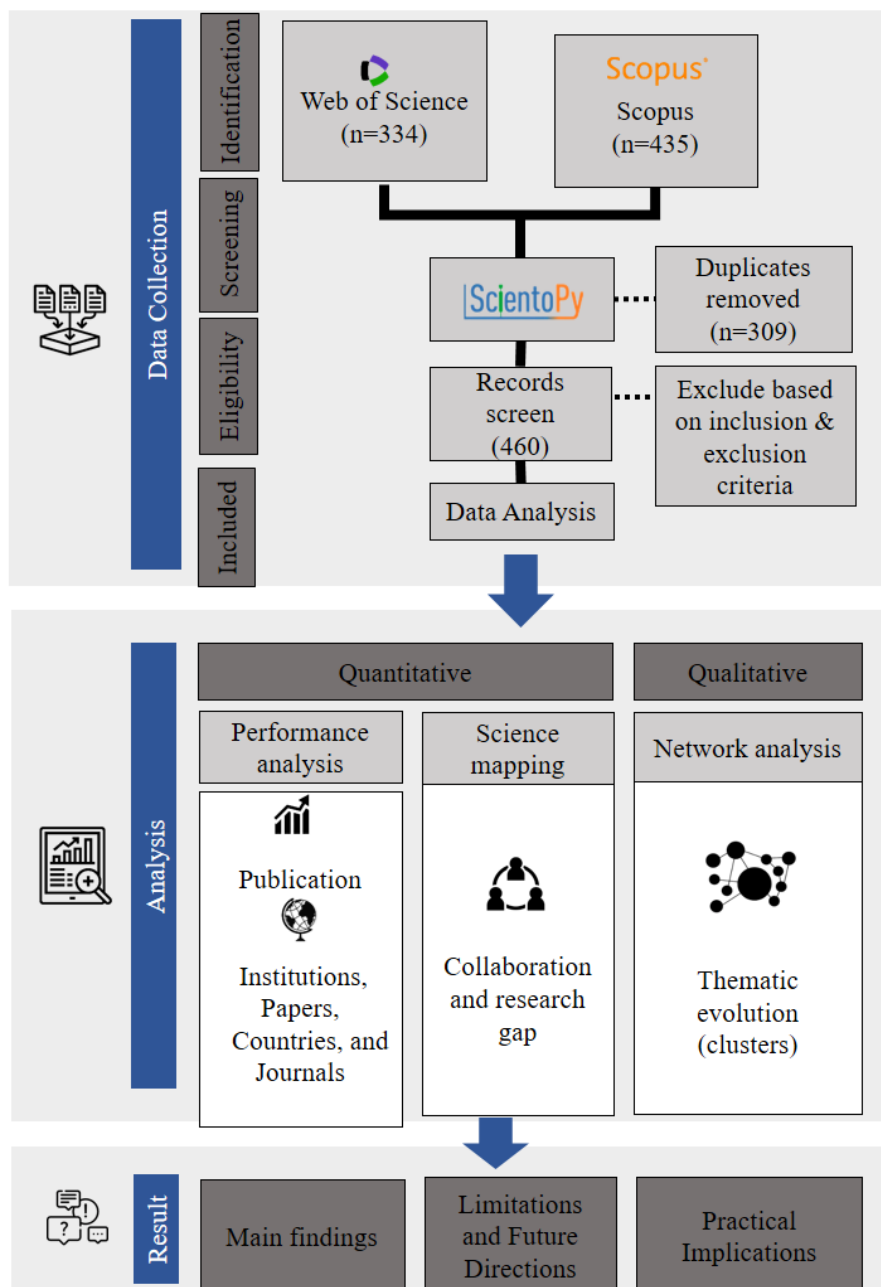 Data Collection
Identification
Screening
Eligibility
Included
Web of Science
(n=334)
Scopus
Scopus
(n=435)
ScientoPy
Duplicates
removed
(n=309)
Records
screen
(460)
Exclude based
on inclusion &
exclusion
criteria
Data Analysis
Analysis
Quantitative
Qualitative
Performance
analysis
Science
mapping
Network analysis
Publication
Institutions,
Papers,
Countries, and
Journals
Collaboration
and research
gap
Thematic
evolution
(clusters)
Result
Main findings
Limitations
and Future
Directions
Practical
Implications